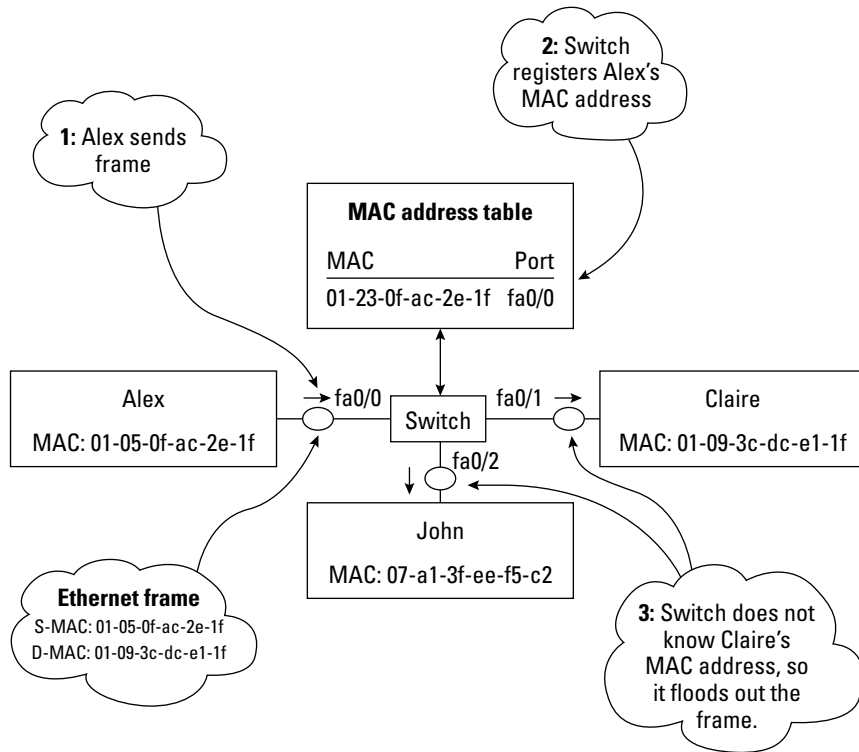 1: Alex sends
frame
2: Switch
registers Alex's
MAC address
MAC address table
MAC Port
01-23-0f-ac-2e-1f fa0/0
Alex
MAC: 01-05-0f-ac-2e-1f
fa0/0
Switch
fa0/1
fa0/2
Claire
MAC: 01-09-3c-dc-e1-1f
John
MAC: 07-a1-3f-ee-f5-c2
Ethernet frame
S-MAC: 01-05-0f-ac-2e-1f
D-MAC: 01-09-3c-dc-e1-1f
3: Switch does not
know Claire's
MAC address, so
it floods out the
frame.